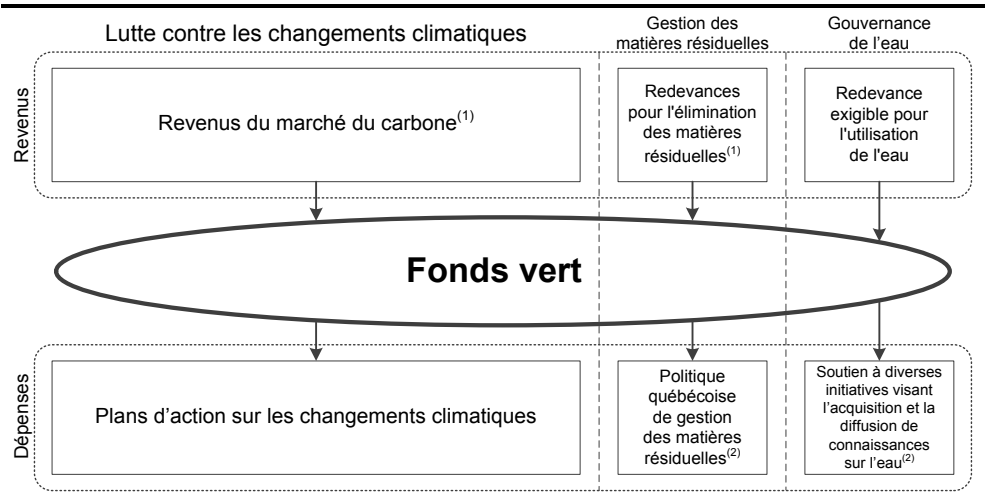 Lutte contre les changements climatiques
Gestion des
matières résiduelles
Gouvernance
de l'eau
Revenus
Revenus du marché du carbone(1)
Redevances
pour l'élimination
des matières
résiduelles(1)
Redevance
exigible pour
l'utilisation
de l'eau
Fonds vert
Dépenses
Plans d'action sur les changements climatiques
Politique
québécoise
de gestion
des matières
résiduelles(2)
Soutien à diverses
initiatives visant
l'acquisition et la
diffusion de
connaissances
sur l'eau(2)